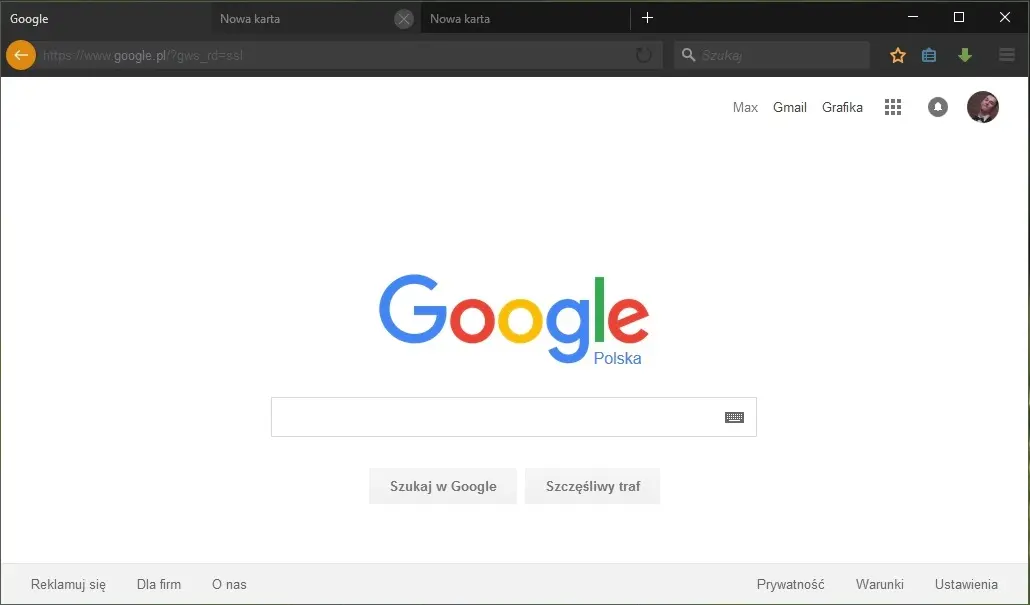 Google Nowa karta Nowa karta
https://www.google.pl/?gws_rd=ssl Szukaj
Max Gmail Grafika
Google
Polska
Szukaj w Google Szczęśliwy traf
Reklamuj się Dla firm O nas Prywatność Warunki Ustawienia